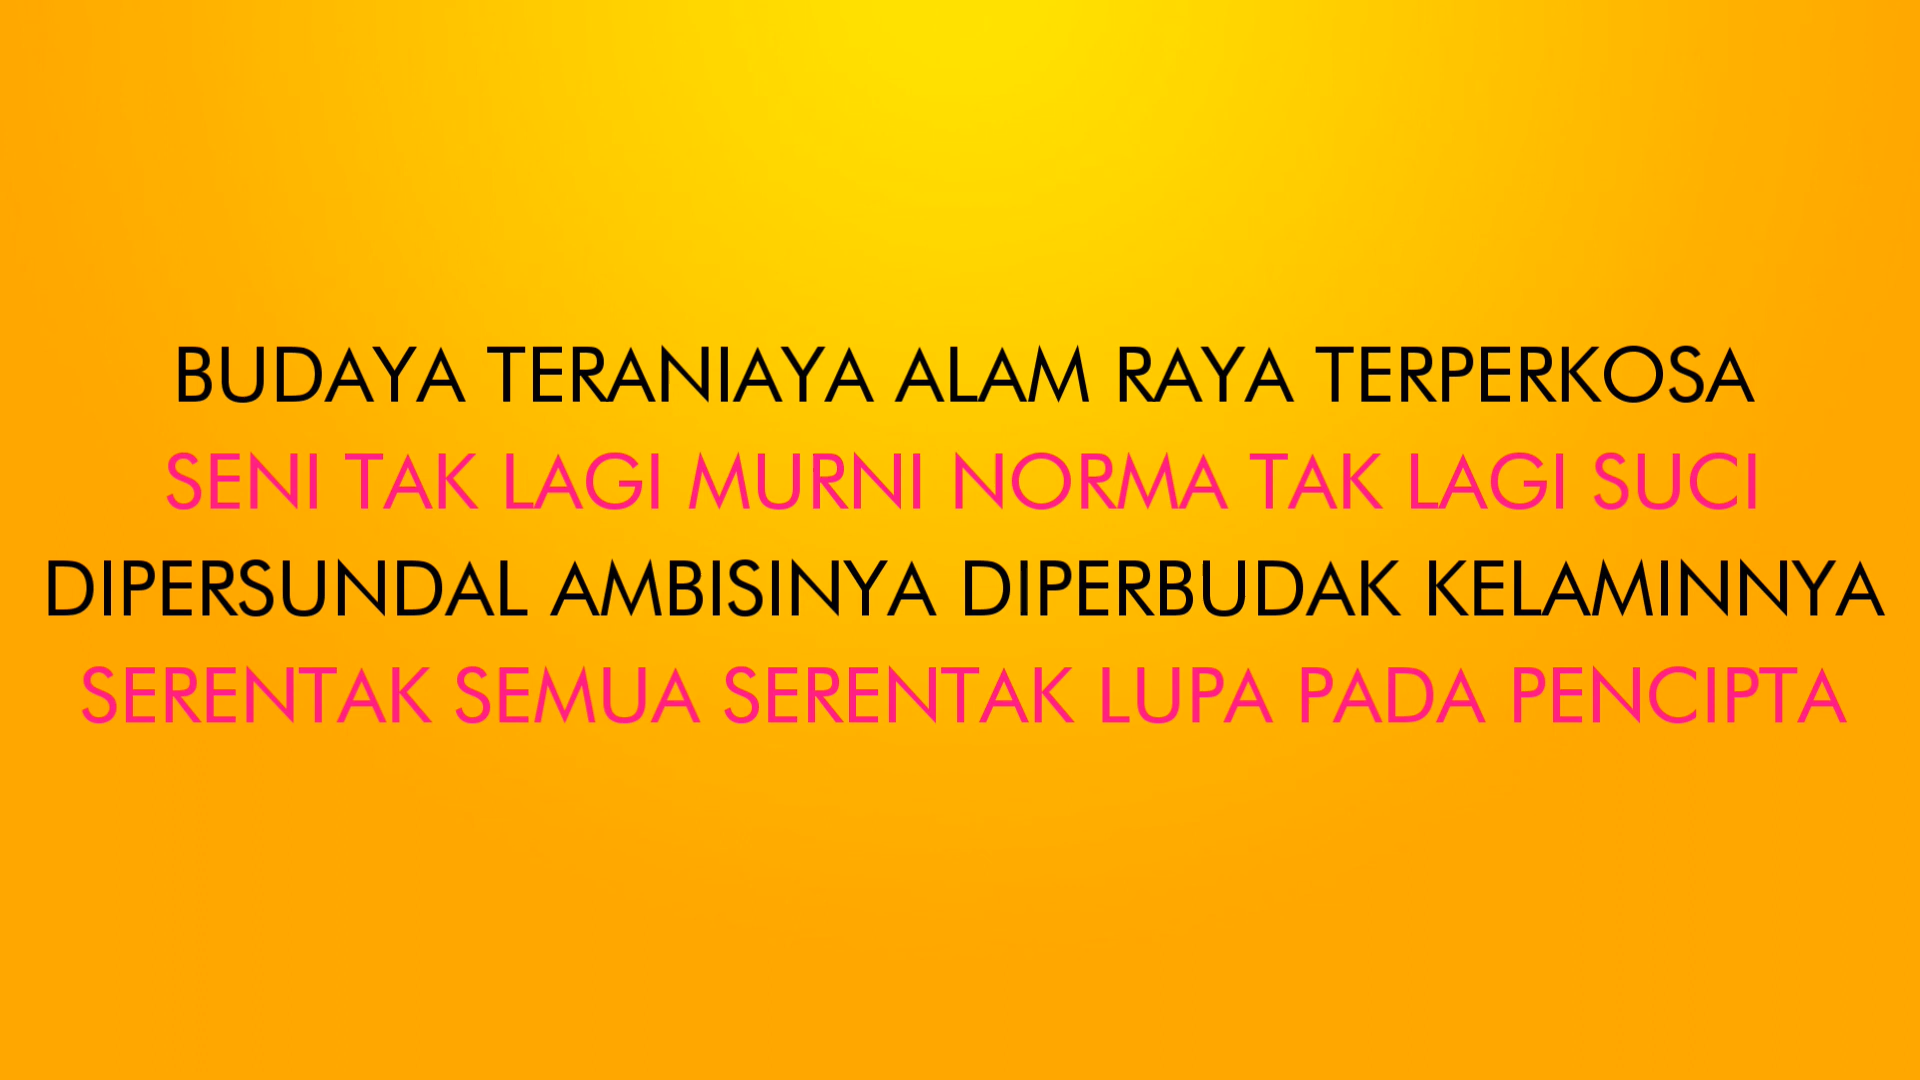 BUDAYA TERANIAYA ALAM RAYA TERPERKOSA
SENI TAK LAGI MURNI NORMA TAK LAGI SUCI
DIPERSUNDAL AMBISINYA DIPERBUDAK KELAMINNYA
SERENTAK SEMUA SERENTAK LUPA PADA PENCIPTA